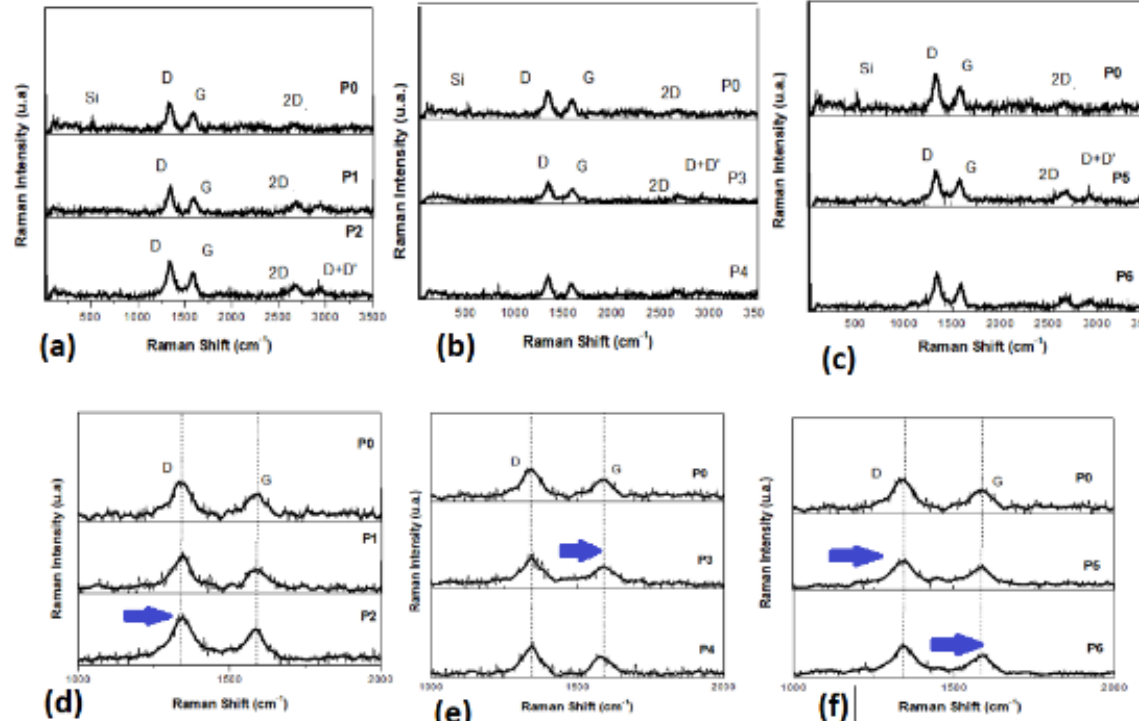 D
G
Si
2D
P0
D
G
2D
P1
D
G
2D
D+D'
P2
Raman Intensity (u.a)
500 1000 1500 2000 2500 3000 3500
Raman Shift (cm⁻¹)
(a)
Si
D
G
2D
P0
D
G
2D
D+D'
P3
P4
Raman Intensity (u.a.)
500 1000 1500 2000 2500 3000 350
Raman Shift (cm⁻¹)
(b)
Si
D
G
2D
P0
D
G
2D
D+D'
P5
P6
Raman Intensity (u.a.)
500 1000 1500 2000 2500 3000
Raman Shift (cm⁻¹)
(c)
P0
D
G
P1
P2
Raman Intensity (u.a)
1000 1500 2000
Raman Shift (cm⁻¹)
(d)
D
G
P0
P3
P4
Raman Intensity (u.a.)
1000 1500 2000
Raman Shift (cm⁻¹)
(e)
D
G
P0
P5
P6
Raman Intensity (u.a.)
1000 1500 2000
Raman Shift (cm⁻¹)
(f)